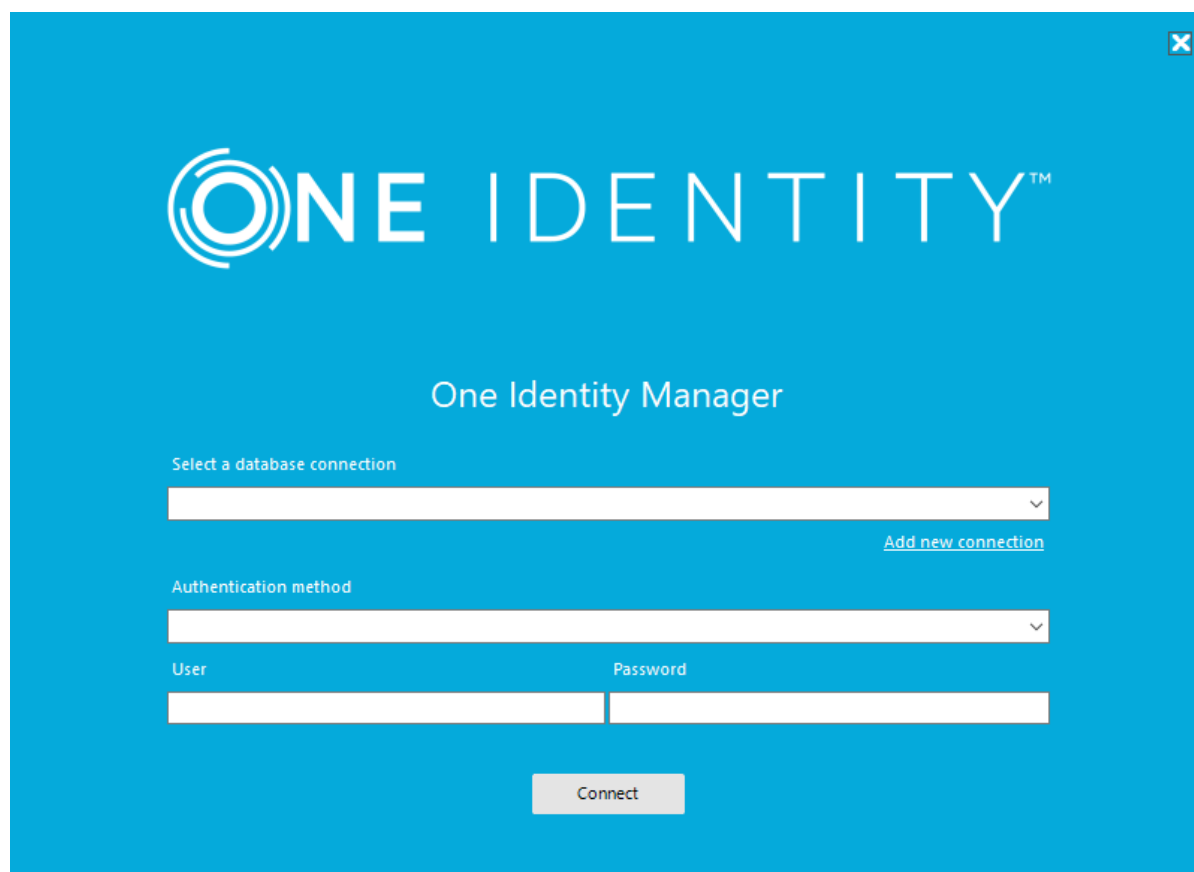 ONE IDENTITY™
One Identity Manager
Select a database connection
Add new connection
Authentication method
User Password
Connect